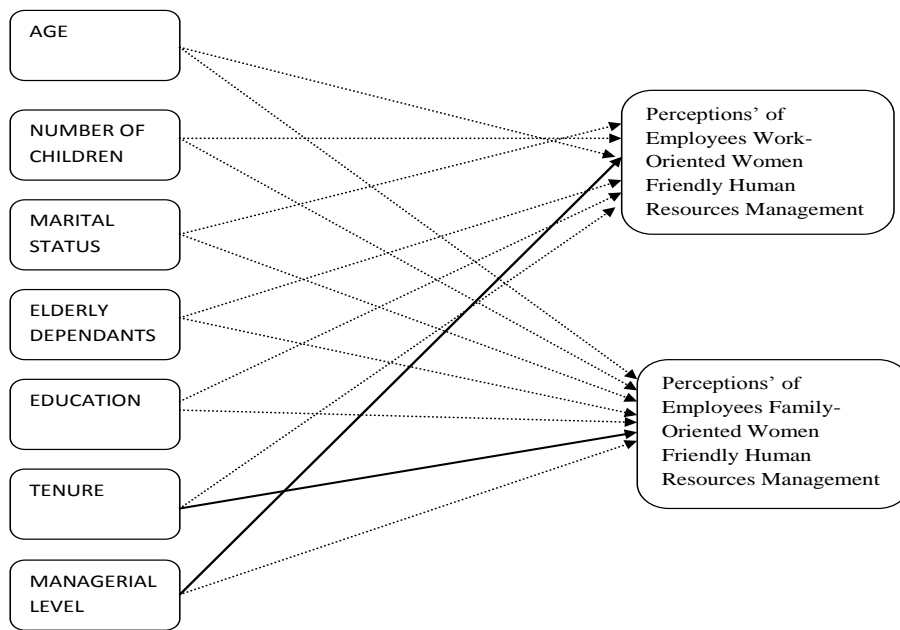 AGE
NUMBER OF
CHILDREN
MARITAL
STATUS
ELDERLY
DEPENDANTS
EDUCATION
TENURE
MANAGERIAL
LEVEL
Perceptions’ of
Employees Work-
Oriented Women
Friendly Human
Resources Management
Perceptions’ of
Employees Family-
Oriented Women
Friendly Human
Resources Management